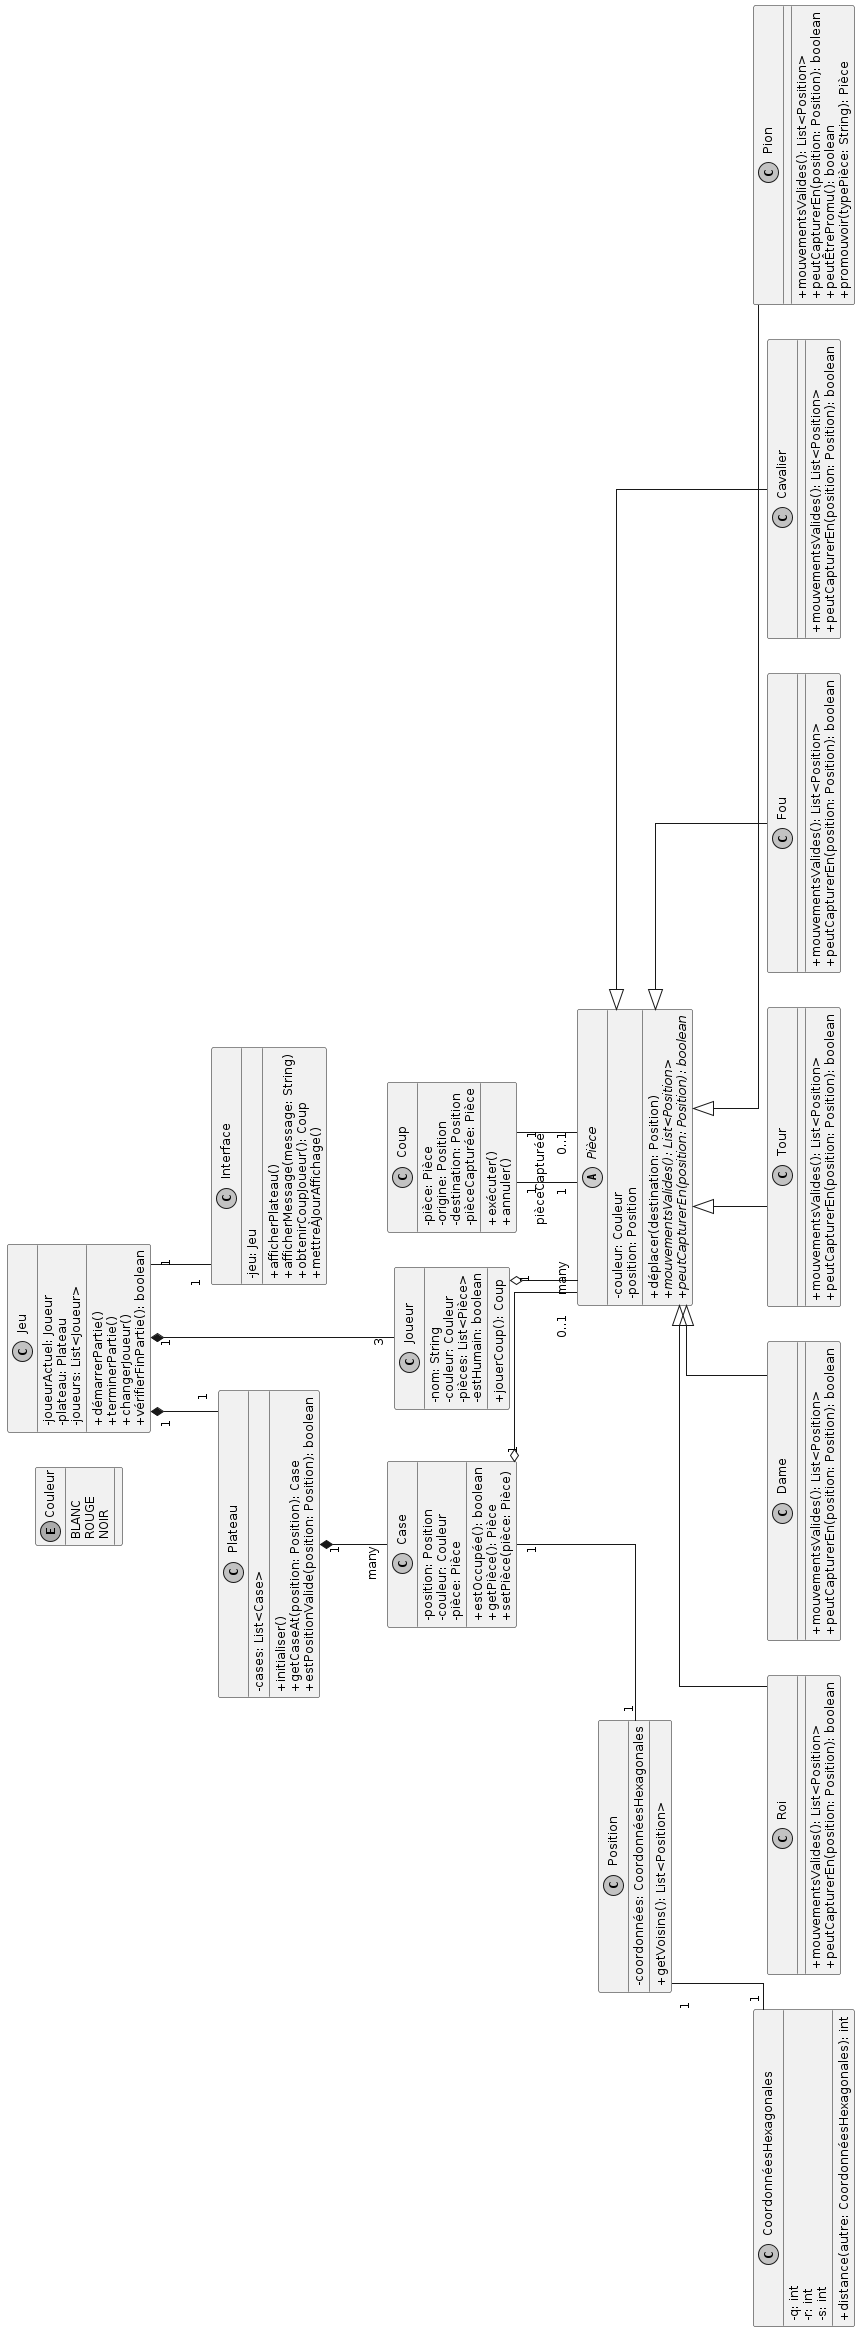 E Couleur
BLANC
ROUGE
NOIR
C Jeu
-joueurActuel: Joueur
-plateau: Plateau
-joueurs: List<Joueur>
+démarrerPartie()
+terminerPartie()
+changerJoueur()
+vérifierFinPartie(): boolean
1
1
1
1
3
1
C Plateau
-cases: List<Case>
+initialiser()
+getCaseAt(position: Position): Case
+estPositionValide(position: Position): boolean
C Interface
-jeu: Jeu
+afficherPlateau()
+afficherMessage(message: String)
+obtenirCoupJoueur(): Coup
+mettreÀJourAffichage()
1
many
C Case
-position: Position
-couleur: Couleur
-pièce: Pièce
+estOccupée(): boolean
+getPièce(): Pièce
+setPièce(pièce: Pièce)
C Joueur
-nom: String
-couleur: Couleur
-pièces: List<Pièce>
-estHumain: boolean
+jouerCoup(): Coup
C Coup
-pièce: Pièce
-origine: Position
-destination: Position
-pièceCapturée: Pièce
+exécuter()
+annuler()
1
1
1
1
1
pièceCapturée
1
0..1
many
1
0..1
C Position
-coordonnées: CoordonnéesHexagonales
+getVoisins(): List<Position>
A Pièce
-couleur: Couleur
-position: Position
+déplacer(destination: Position)
+mouvementsValides(): List<Position>
+peutCapturerEn(position: Position): boolean
1
1
C CoordonnéesHexagonales
-q: int
-r: int
-s: int
+distance(autre: CoordonnéesHexagonales): int
C Roi
+mouvementsValides(): List<Position>
+peutCapturerEn(position: Position): boolean
C Dame
+mouvementsValides(): List<Position>
+peutCapturerEn(position: Position): boolean
C Tour
+mouvementsValides(): List<Position>
+peutCapturerEn(position: Position): boolean
C Fou
+mouvementsValides(): List<Position>
+peutCapturerEn(position: Position): boolean
C Cavalier
+mouvementsValides(): List<Position>
+peutCapturerEn(position: Position): boolean
C Pion
+mouvementsValides(): List<Position>
+peutCapturerEn(position: Position): boolean
+peutÊtrePromu(): boolean
+promouvoir(typePièce: String): Pièce